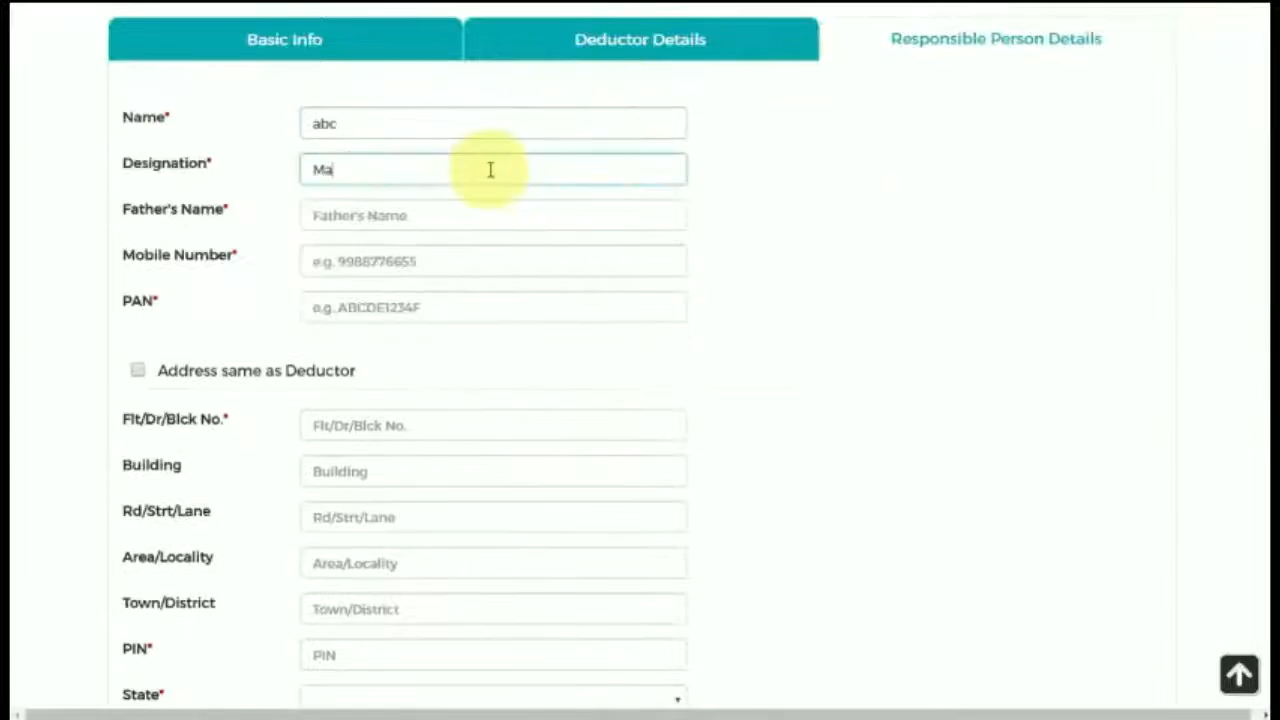 Basic Info Deductor Details Responsible Person Details
Name* abc
Designation* Ma
Father's Name* Father's Name
Mobile Number* e.g. 9988776655
PAN* e.g. ABCDE1234F
Address same as Deductor
Flt/Dr/Blck No.* Flt/Dr/Blck No.
Building Building
Rd/Strt/Lane Rd/Strt/Lane
Area/Locality Area/Locality
Town/District Town/District
PIN* PIN
State*